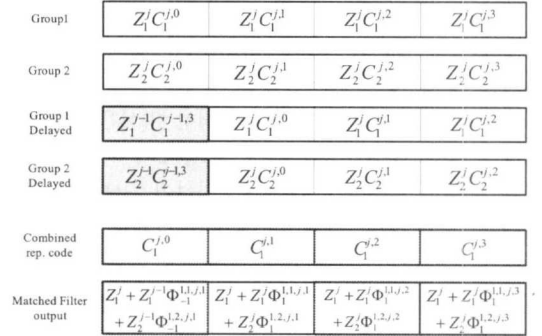 Group1 Z_1^j C_1^{j,0} Z_1^j C_1^{j,1} Z_1^j C_1^{j,2} Z_1^j C_1^{j,3}
Group 2 Z_2^j C_2^{j,0} Z_2^j C_2^{j,1} Z_2^j C_2^{j,2} Z_2^j C_2^{j,3}
Group 1
Delayed Z_1^{j-1} C_1^{j-1,3} Z_1^j C_1^{j,0} Z_1^j C_1^{j,1} Z_1^j C_1^{j,2}
Group 2
Delayed Z_2^{j-1} C_2^{j-1,3} Z_2^j C_2^{j,0} Z_2^j C_2^{j,1} Z_2^j C_2^{j,2}
Combined
rep. code C_1^{j,0} C_1^{j,1} C_1^{j,2} C_1^{j,3}
Matched Filter Z_1^j + Z_1^{j-1} Φ_{-1}^{1,1,j,1} Z_1^j + Z_1^j Φ^{1,1,j,1} Z_1^j + Z_1^j Φ^{1,1,j,2} Z_1^j + Z_1^j Φ^{1,1,j,3}
output + Z_2^{j-1} Φ_{-1}^{1,2,j,1} + Z_2^j Φ^{1,2,j,1} + Z_2^j Φ^{1,2,j,2} + Z_2^j Φ^{1,2,j,3}